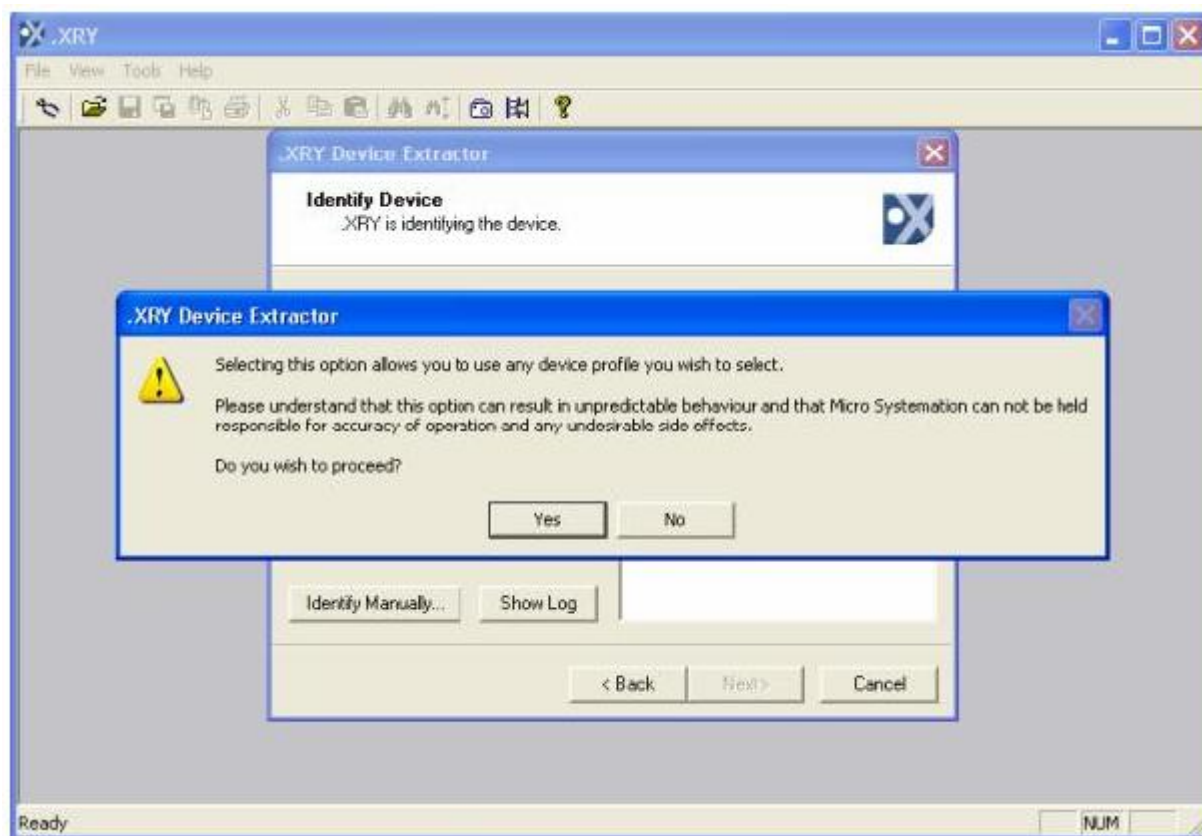 .XRY
File View Tools Help
.XRY Device Extractor
Identify Device
.XRY is identifying the device.
.XRY Device Extractor
Selecting this option allows you to use any device profile you wish to select.
Please understand that this option can result in unpredictable behaviour and that Micro Systemation can not be held
responsible for accuracy of operation and any undesirable side effects.
Do you wish to proceed?
Yes No
Identify Manually... Show Log
< Back Next > Cancel
Ready NUM